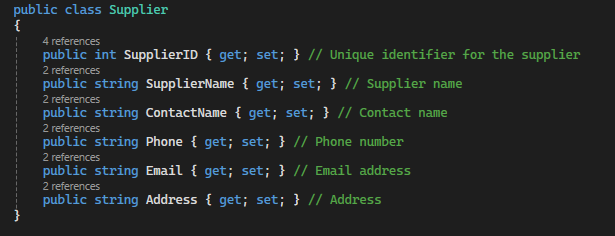 public class Supplier
{
4 references
public int SupplierID { get; set; } // Unique identifier for the supplier
2 references
public string SupplierName { get; set; } // Supplier name
2 references
public string ContactName { get; set; } // Contact name
2 references
public string Phone { get; set; } // Phone number
2 references
public string Email { get; set; } // Email address
2 references
public string Address { get; set; } // Address
}